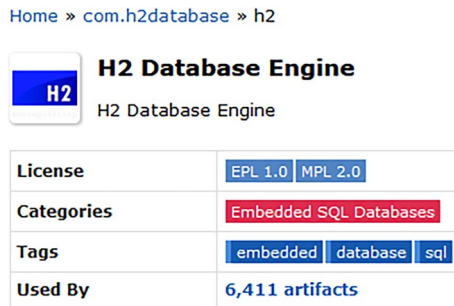 Home » com.h2database » h2
H2 Database Engine
H2
H2 Database Engine
License EPL 1.0 MPL 2.0
Categories Embedded SQL Databases
Tags embedded database sql
Used By 6,411 artifacts